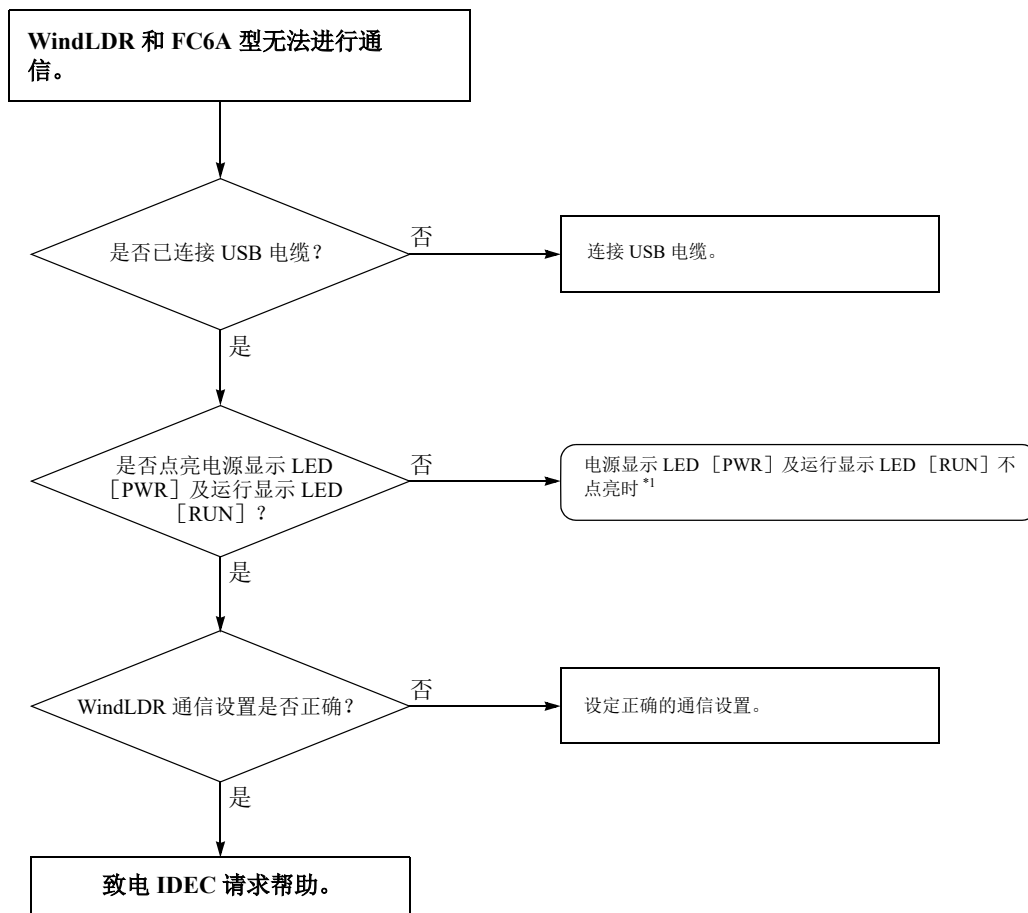 WindLDR 和 FC6A 型无法进行通
信。
否
是否已连接 USB 电缆？
连接 USB 电缆。
是
是否点亮电源显示 LED
［PWR］及运行显示 LED
［RUN］？
否
电源显示 LED ［PWR］及运行显示 LED ［RUN］不
点亮时 *1
是
否
WindLDR 通信设置是否正确？
设定正确的通信设置。
是
致电 IDEC 请求帮助。